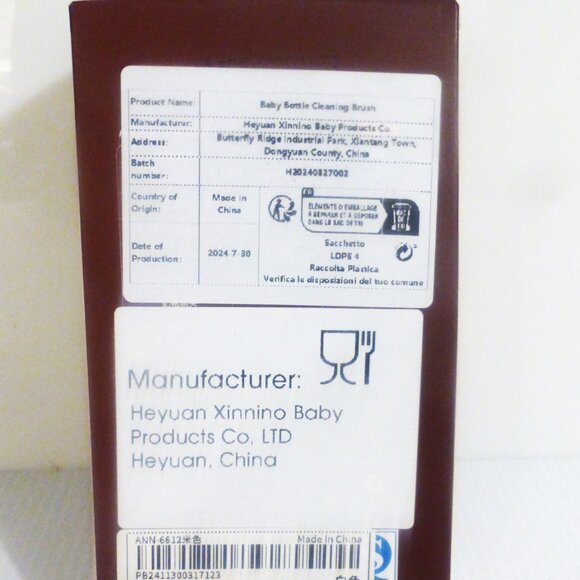 Product Name: Baby Bottle Cleaning Brush
Manufacturer: Heyuan Xinnino Baby Products Co.
Address: Butterfly Ridge Industrial Park, Xiantang Town,
Dongyuan County, China
Batch
number: H20240827002
Country of
Origin: Made in
China
FR
ÉLÉMENTS D'EMBALLAGE
À SÉPARER ET À DÉPOSER
DANS LE BAC DE TRI
BAC
DE
TRI
Date of
Production: 2024-7-30
Sacchetto
LDPE 4
Raccolta Plastica
Verifica le disposizioni del tuo comune
Manufacturer:
Heyuan Xinnino Baby
Products Co, LTD
Heyuan, China
ANN-6612米色 Made In China
PB2411300317123